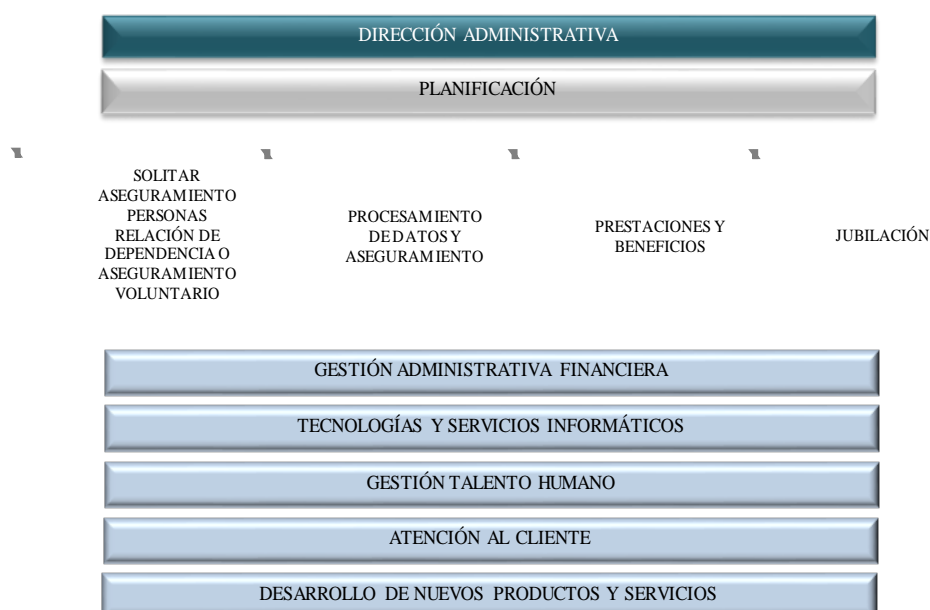 DIRECCIÓN ADMINISTRATIVA
PLANIFICACIÓN
SOLITAR
ASEGURAMIENTO
PERSONAS
RELACIÓN DE
DEPENDENCIA O
ASEGURAMIENTO
VOLUNTARIO
PROCESAMIENTO
DE DATOS Y
ASEGURAMIENTO
PRESTACIONES Y
BENEFICIOS
JUBILACIÓN
GESTIÓN ADMINISTRATIVA FINANCIERA
TECNOLOGÍAS Y SERVICIOS INFORMÁTICOS
GESTIÓN TALENTO HUMANO
ATENCIÓN AL CLIENTE
DESARROLLO DE NUEVOS PRODUCTOS Y SERVICIOS